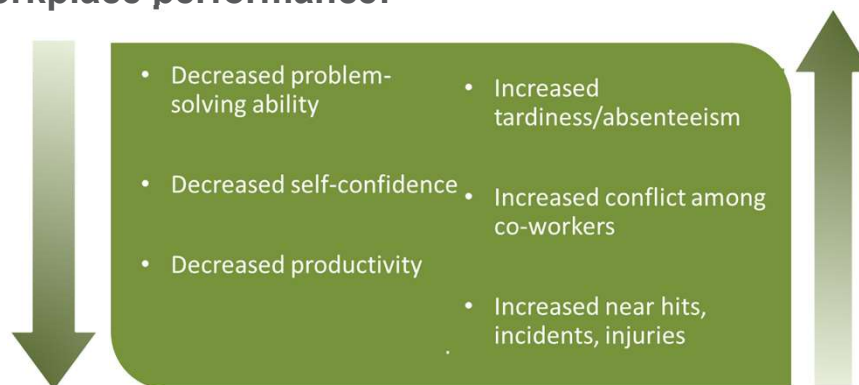 performance:
• Decreased problem-
solving ability
• Decreased self-confidence
• Decreased productivity
• Increased
tardiness/absenteeism
• Increased conflict among
co-workers
• Increased near hits,
incidents, injuries